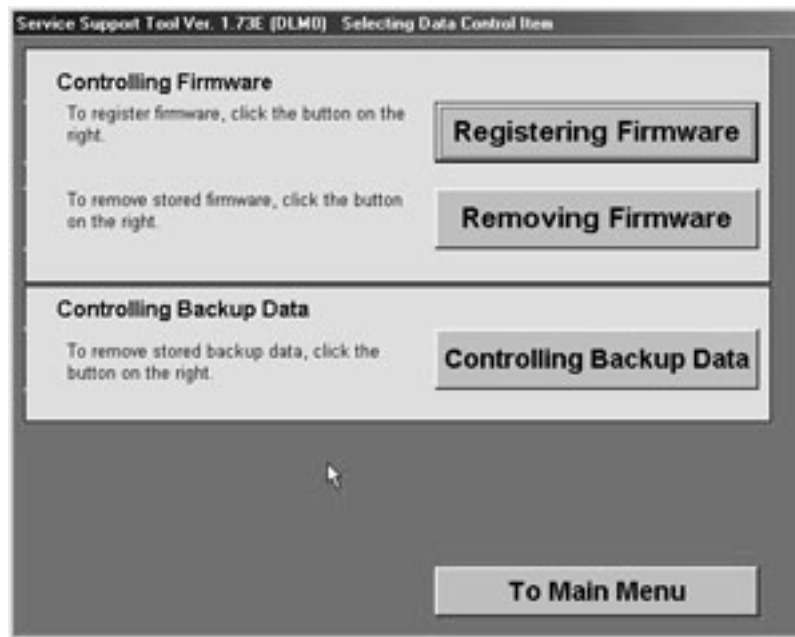 Service Support Tool Ver. 1.73E (DLM0) Selecting Data Control Item
Controlling Firmware
To register firmware, click the button on the
right.
Registering Firmware
To remove stored firmware, click the button
on the right.
Removing Firmware
Controlling Backup Data
To remove stored backup data, click the
button on the right.
Controlling Backup Data
To Main Menu